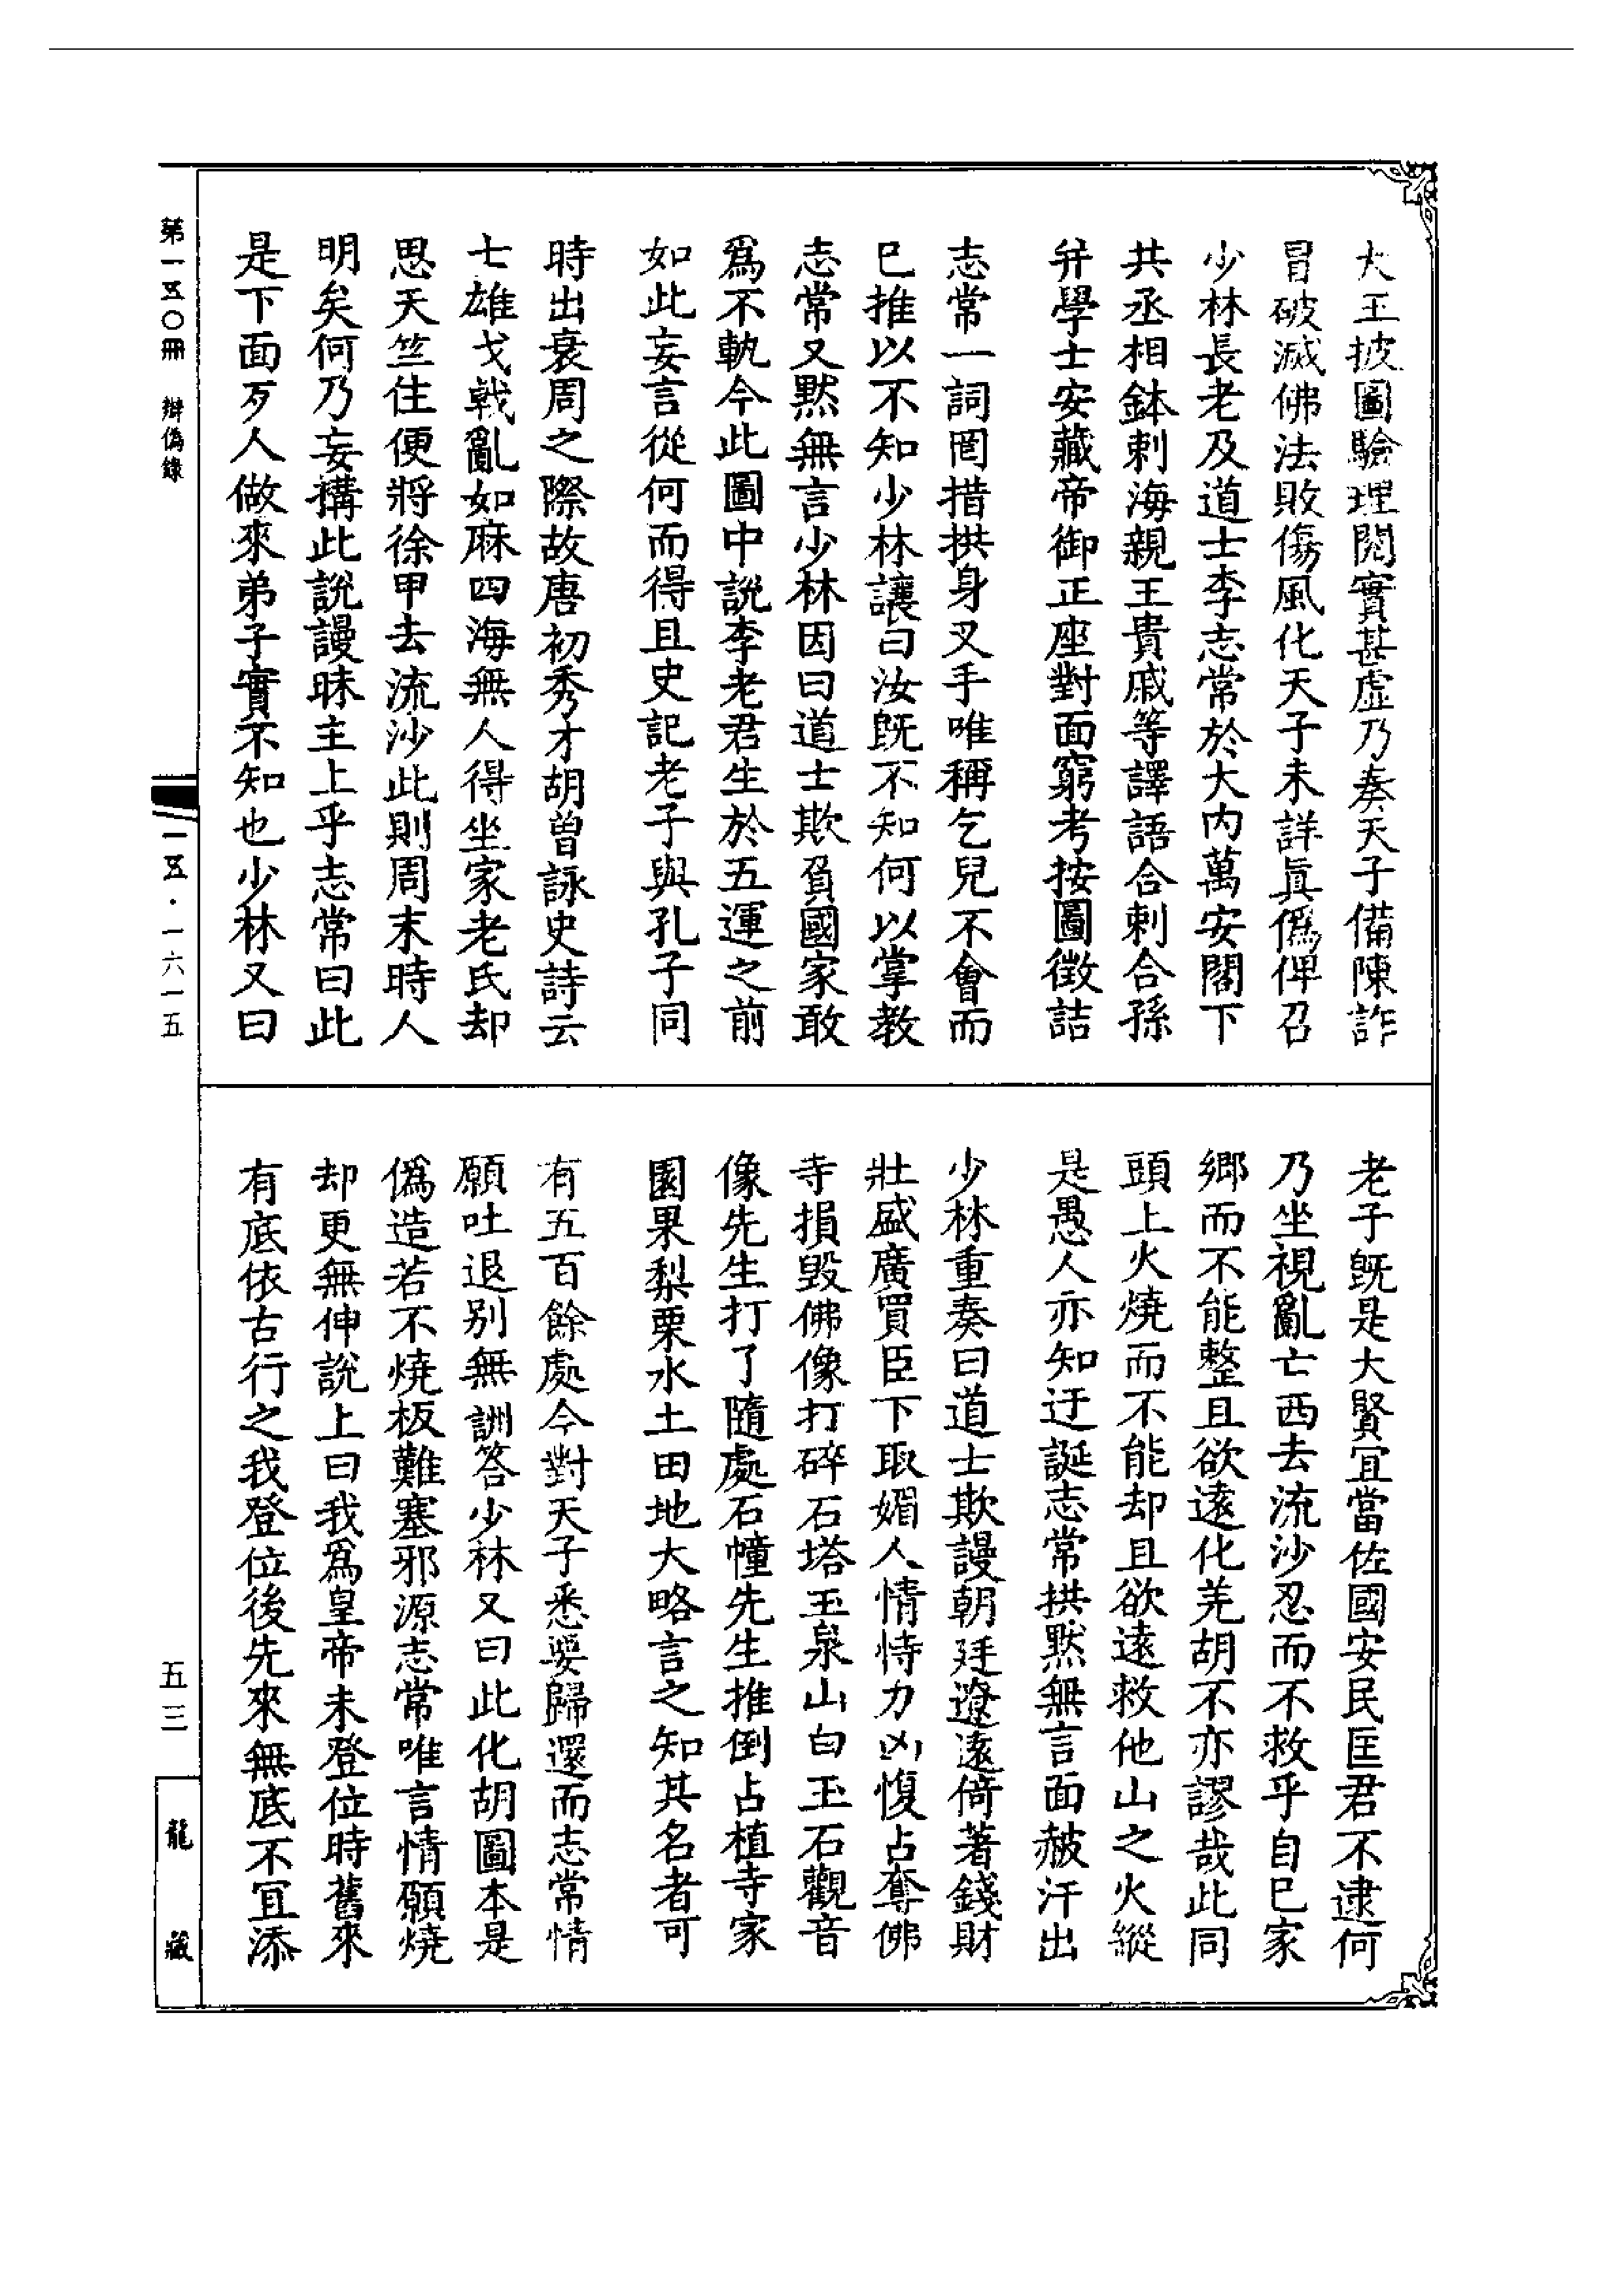 大王披圖驗理閱實甚虛乃奏天子備陳詐
冒破滅佛法敗傷風化天子未詳眞僞俾召
少林長老及道士李志常於大內萬安閣下
共丞相鉢剌海親王貴戚等譯語合剌合孫
幷學士安藏帝御正座對面窮考按圖徵詰
志常一詞罔措拱身叉手唯稱乞兒不會而
已推以不知少林讓曰汝既不知何以掌教
志常又黙無言少林因曰道士欺負國家敢
爲不軌今此圖中說李老君生於五運之前
如此妄言從何而得且史記老子與孔子同
時出衰周之際故唐初秀才胡曾詠史詩云
七雄戈戟亂如麻四海無人得坐家老氏却
思天竺住便將徐甲去流沙此則周末時人
明矣何乃妄搆此說謾昧主上乎志常曰此
是下面歹人做來弟子實不知也少林又曰
老子既是大賢宜當佐國安民匡君不逮何
乃坐視亂亡西去流沙忍而不救乎自己家
鄉而不能整且欲遠化羌胡不亦謬哉此同
頭上火燒而不能却且欲遠救他山之火縱
是愚人亦知迂誕志常拱黙無言面赧汗出
少林重奏曰道士欺謾朝廷遼遠倚著錢財
壯盛廣買臣下取媚人情恃力凶愎占奪佛
寺損毀佛像打碎石塔玉泉山白玉石觀音
像先生打了隨處石幢先生推倒占植寺家
園果梨栗水土田地大略言之知其名者可
有五百餘處今對天子悉要歸還而志常情
願吐退別無詶答少林又曰此化胡圖本是
僞造若不燒板難塞邪源志常唯言情願燒
却更無伸說上曰我爲皇帝未登位時舊來
有底依古行之我登位後先來無底不宜添
第一五〇冊　辯僞錄
一五·一六一五
五三
龍藏